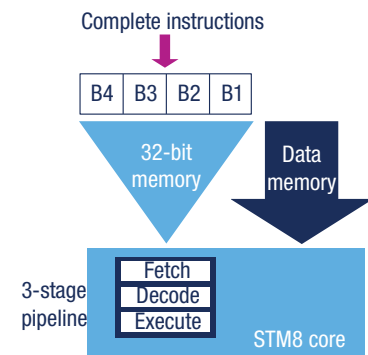 Complete instructions
B4 B3 B2 B1
32-bit
memory
Data
memory
3-stage
pipeline
Fetch
Decode
Execute
STM8 core